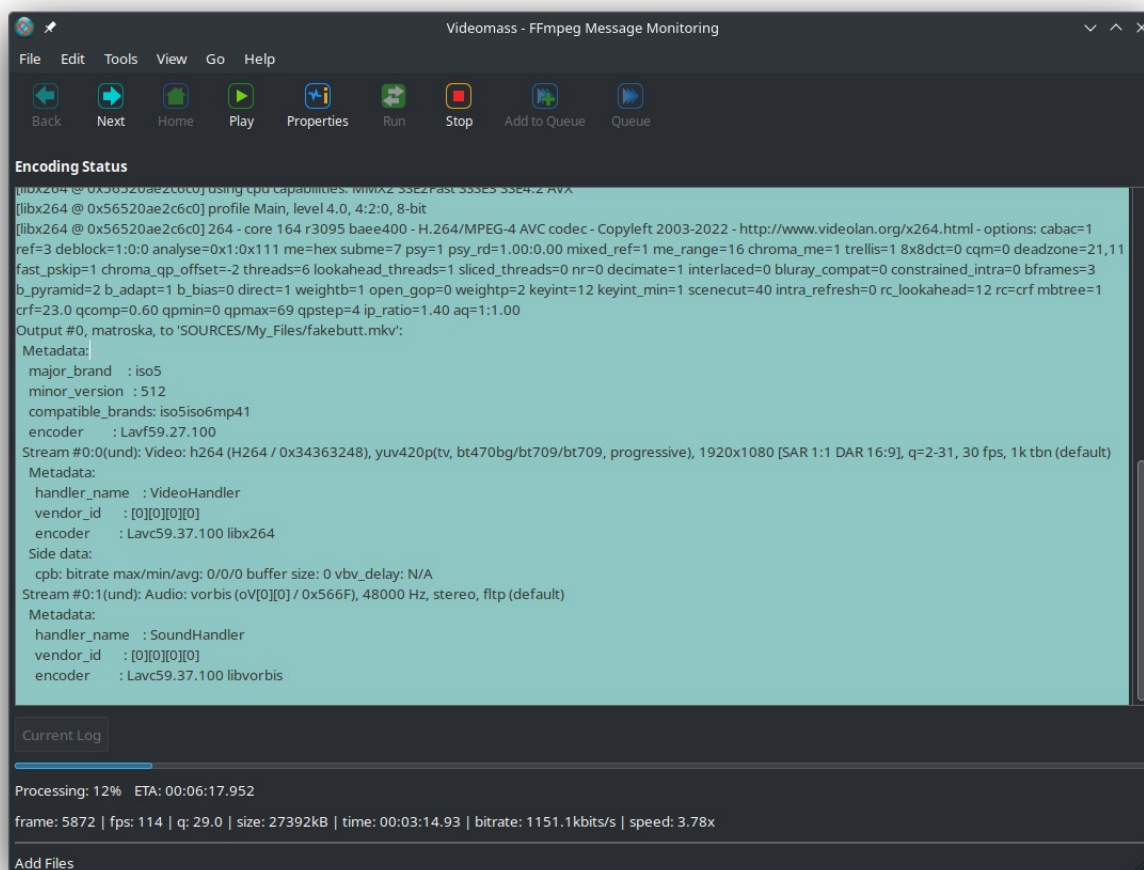 Videomass - FFmpeg Message Monitoring
File Edit Tools View Go Help
Back Next Home Play Properties Run Stop Add to Queue Queue
Encoding Status
[libx264 @ 0x56520ae2c6c0] using cpu capabilities: MMX2 SSE2Fast SSSE3 SSE4.2 AVX
[libx264 @ 0x56520ae2c6c0] profile Main, level 4.0, 4:2:0, 8-bit
[libx264 @ 0x56520ae2c6c0] 264 - core 164 r3095 baee400 - H.264/MPEG-4 AVC codec - Copyleft 2003-2022 - http://www.videolan.org/x264.html - options: cabac=1
ref=3 deblock=1:0:0 analyse=0x1:0x111 me=hex subme=7 psy=1 psy_rd=1.00:0.00 mixed_ref=1 me_range=16 chroma_me=1 trellis=1 8x8dct=0 cqm=0 deadzone=21,11
fast_pskip=1 chroma_qp_offset=-2 threads=6 lookahead_threads=1 sliced_threads=0 nr=0 decimate=1 interlaced=0 bluray_compat=0 constrained_intra=0 bframes=3
b_pyramid=2 b_adapt=1 b_bias=0 direct=1 weightb=1 open_gop=0 weightp=2 keyint=12 keyint_min=1 scenecut=40 intra_refresh=0 rc_lookahead=12 rc=crf mbtree=1
crf=23.0 qcomp=0.60 qpmin=0 qpmax=69 qpstep=4 ip_ratio=1.40 aq=1:1.00
Output #0, matroska, to 'SOURCES/My_Files/fakebutt.mkv':
Metadata:
major_brand : iso5
minor_version : 512
compatible_brands: iso5iso6mp41
encoder : Lavf59.27.100
Stream #0:0(und): Video: h264 (H264 / 0x34363248), yuv420p(tv, bt470bg/bt709/bt709, progressive), 1920x1080 [SAR 1:1 DAR 16:9], q=2-31, 30 fps, 1k tbn (default)
Metadata:
handler_name : VideoHandler
vendor_id : [0][0][0][0]
encoder : Lavc59.37.100 libx264
Side data:
cpb: bitrate max/min/avg: 0/0/0 buffer size: 0 vbv_delay: N/A
Stream #0:1(und): Audio: vorbis (oV[0][0] / 0x566F), 48000 Hz, stereo, fltp (default)
Metadata:
handler_name : SoundHandler
vendor_id : [0][0][0][0]
encoder : Lavc59.37.100 libvorbis
Current Log
Processing: 12% ETA: 00:06:17.952
frame: 5872 | fps: 114 | q: 29.0 | size: 27392kB | time: 00:03:14.93 | bitrate: 1151.1kbits/s | speed: 3.78x
Add Files